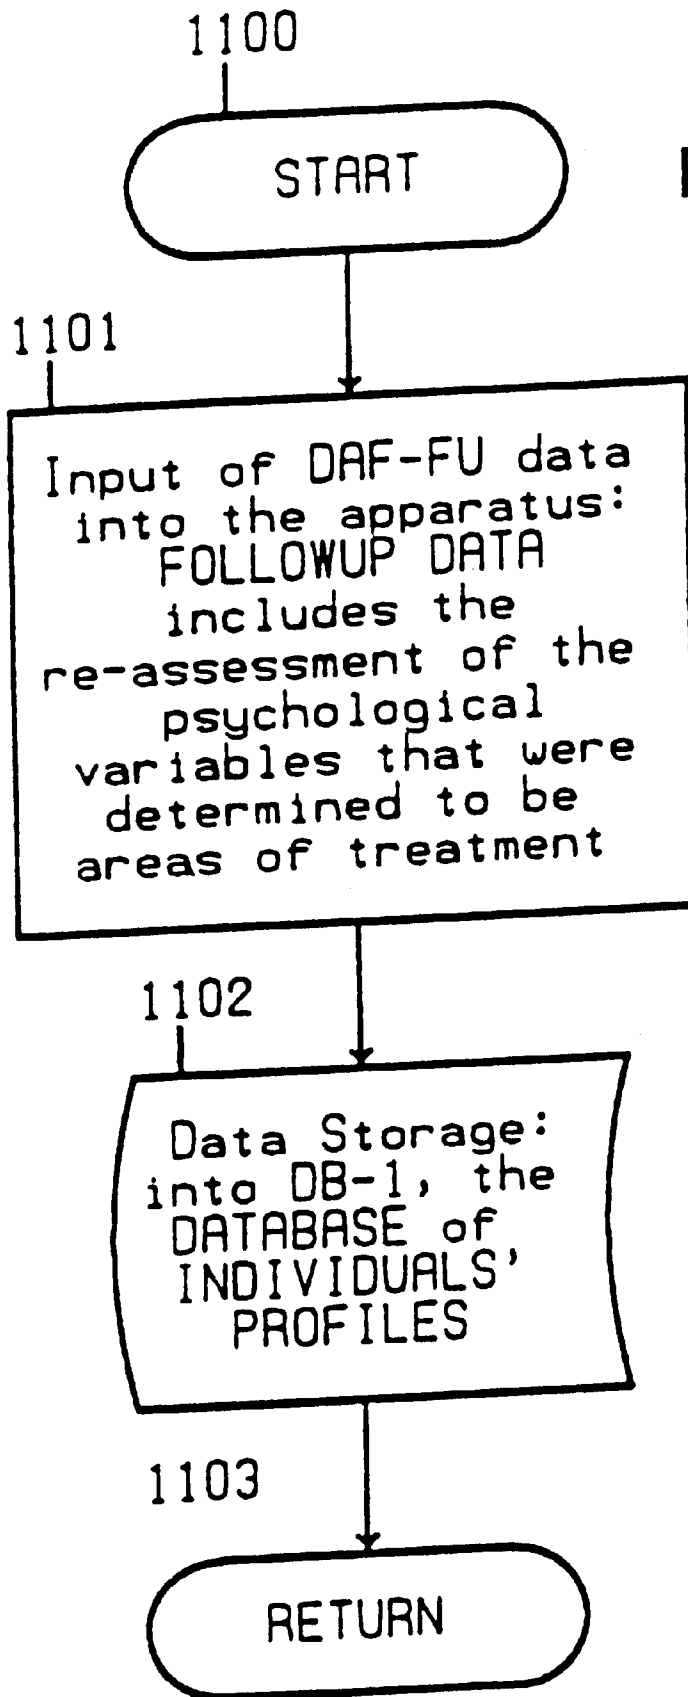 1100
START
1101
Input of DAF-FU data
into the apparatus:
FOLLOWUP DATA
includes the
re-assessment of the
psychological
variables that were
determined to be
areas of treatment
1102
Data Storage:
into DB-1, the
DATABASE of
INDIVIDUALS'
PROFILES
1103
RETURN